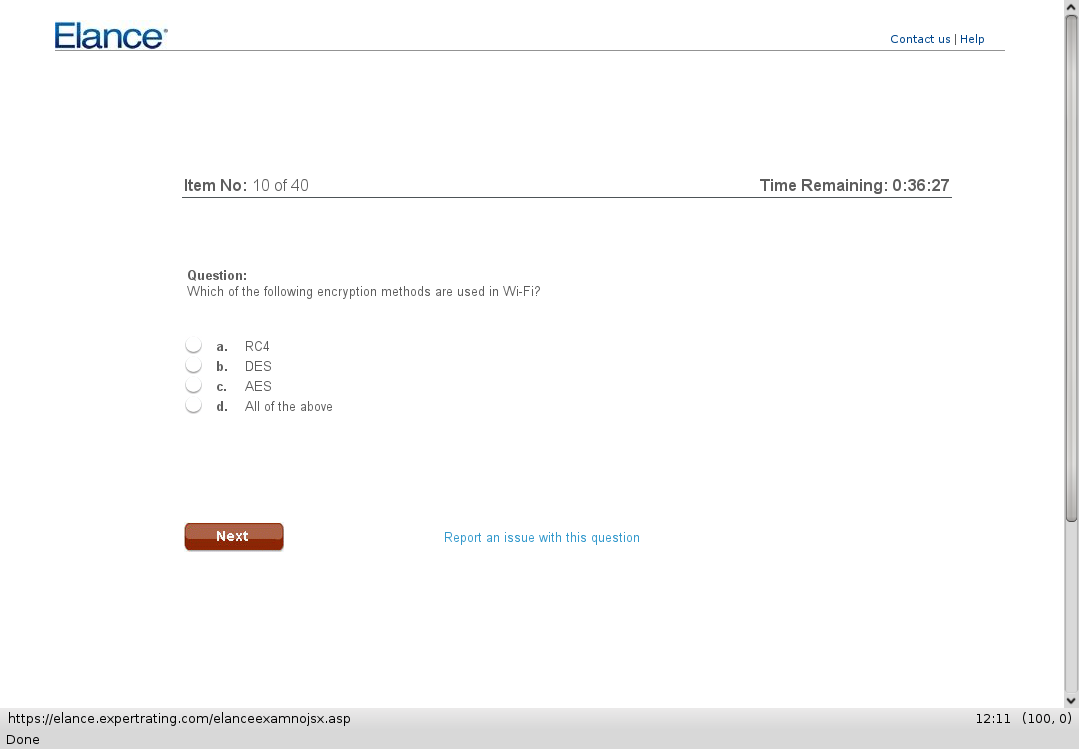 Elance®
Contact us | Help
Item No: 10 of 40 Time Remaining: 0:36:27
Question:
Which of the following encryption methods are used in Wi-Fi?
a. RC4
b. DES
c. AES
d. All of the above
Next Report an issue with this question
https://elance.expertrating.com/elanceexamnojsx.asp 12:11 (100, 0)
Done